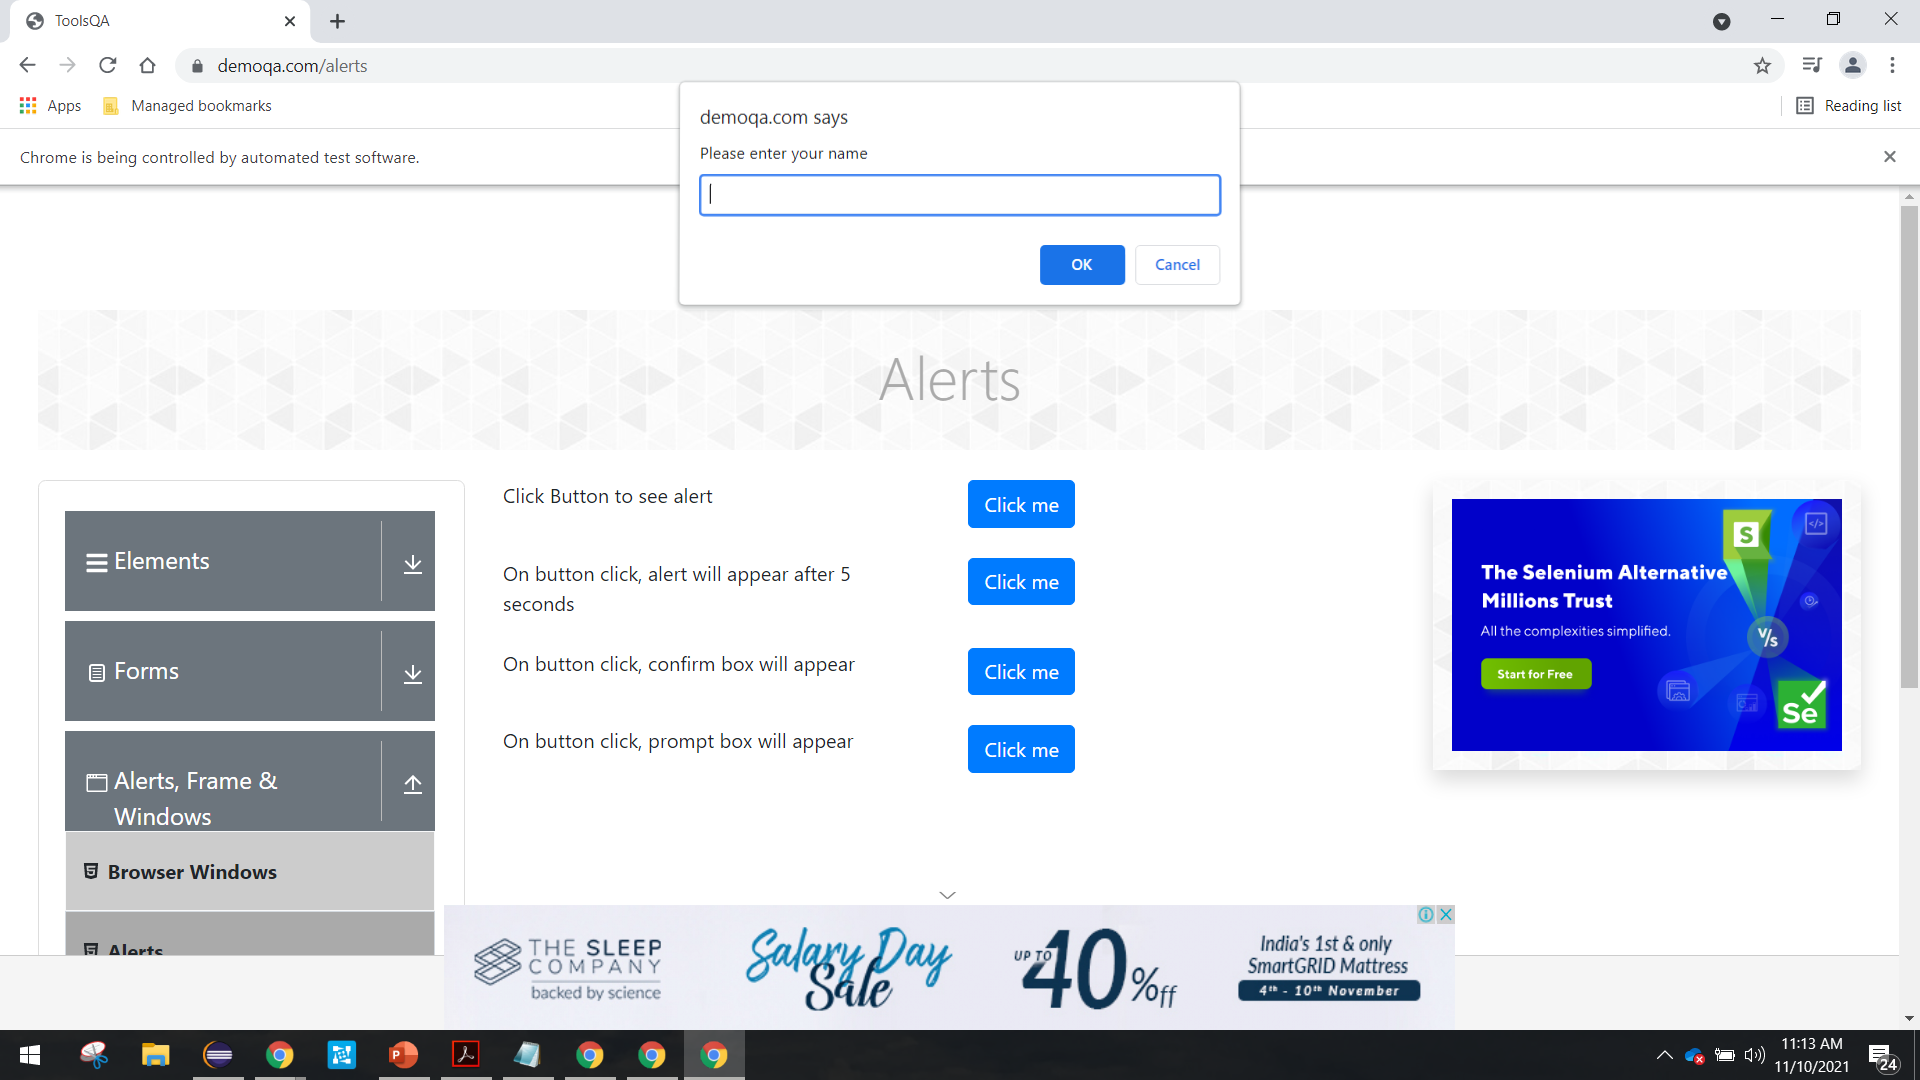 ToolsQA
demoqa.com/alerts
Apps
Managed bookmarks
Reading list
Chrome is being controlled by automated test software.
demoqa.com says
Please enter your name
OK
Cancel
Alerts
Elements
Forms
Alerts, Frame &
Windows
Browser Windows
Alerts
Click Button to see alert
Click me
On button click, alert will appear after 5
seconds
Click me
On button click, confirm box will appear
Click me
On button click, prompt box will appear
Click me
S
</>
The Selenium Alternative
Millions Trust
All the complexities simplified.
V/s
Start for Free
Se
THE SLEEP
COMPANY
backed by science
Salary Day
Sale
UP TO
40%off
India's 1st & only
SmartGRID Mattress
4th - 10th November
P
11:13 AM
11/10/2021
24